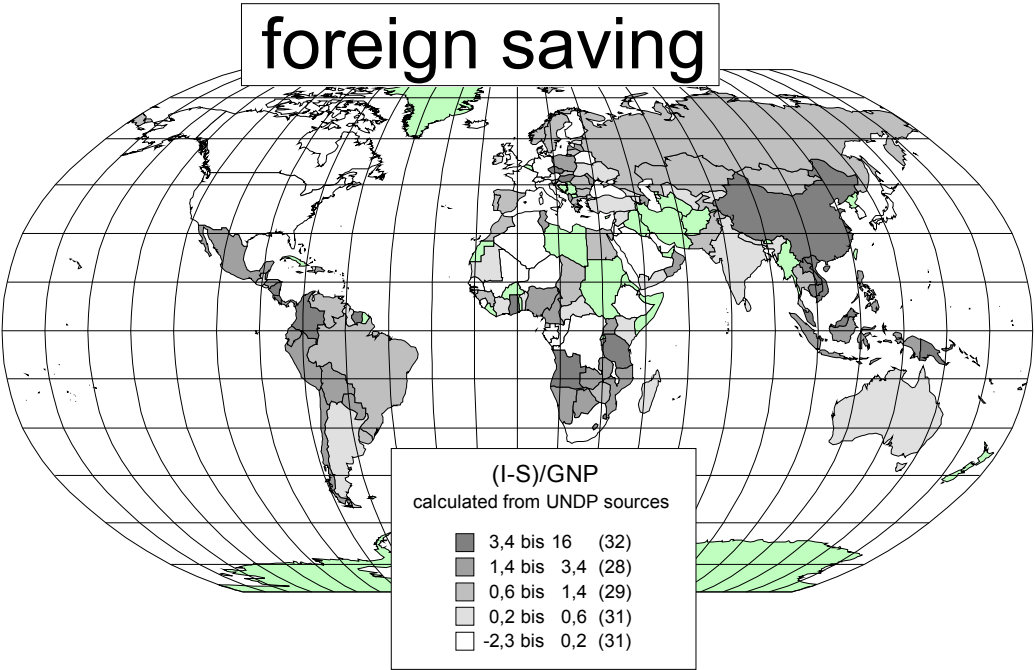 foreign saving
(I-S)/GNP
calculated from UNDP sources
3,4 bis 16 (32)
1,4 bis 3,4 (28)
0,6 bis 1,4 (29)
0,2 bis 0,6 (31)
-2,3 bis 0,2 (31)